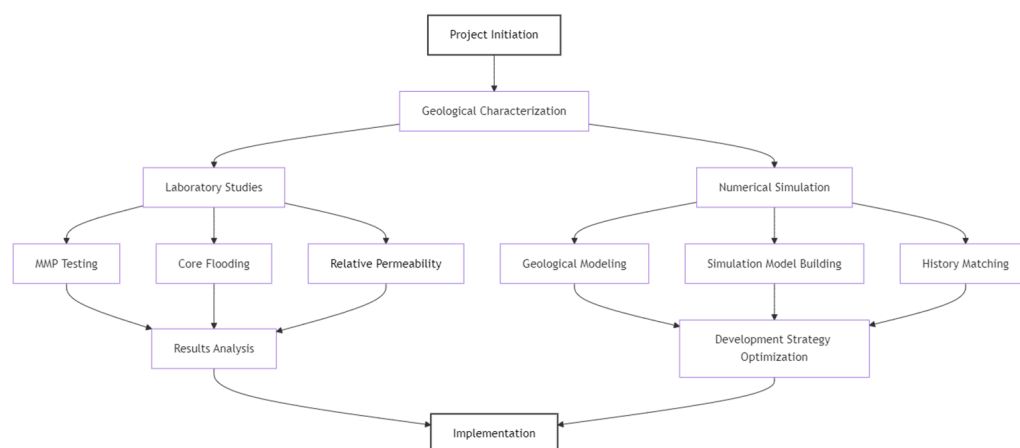 Project Initiation
Geological Characterization
Laboratory Studies
Numerical Simulation
MMP Testing
Core Flooding
Relative Permeability
Geological Modeling
Simulation Model Building
History Matching
Results Analysis
Development Strategy
Optimization
Implementation